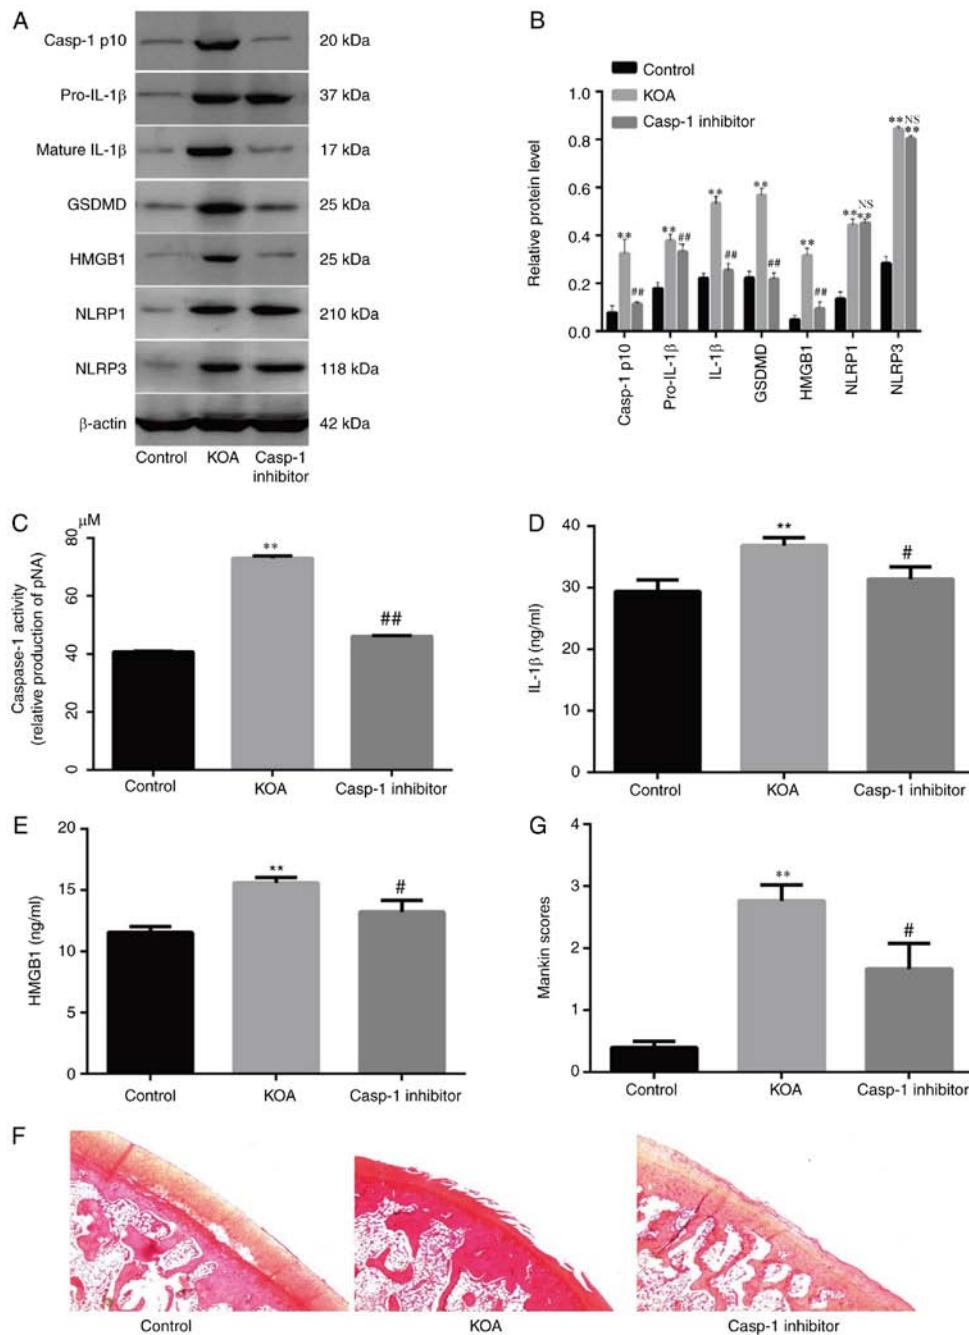 A
Casp-1 p10 20 kDa
Pro-IL-1β 37 kDa
Mature IL-1β 17 kDa
GSDMD 25 kDa
HMGB1 25 kDa
NLRP1 210 kDa
NLRP3 118 kDa
β-actin 42 kDa
Control KOA Casp-1
inhibitor
B
Control
KOA
Casp-1 inhibitor
Relative protein level
1.0
0.8
0.6
0.4
0.2
0.0
** ## ** ## ** ## ** ## ** ## ** NS ** ** NS **
Casp-1 p10
Pro-IL-1β
IL-1β
GSDMD
HMGB1
NLRP1
NLRP3
C
μM
Caspase-1 activity
(relative production of pNA)
80
60
40
20
0
**
##
Control KOA Casp-1 inhibitor
D
IL-1β (ng/ml)
40
30
20
10
0
**
#
Control KOA Casp-1 inhibitor
E
HMGB1 (ng/ml)
20
15
10
5
0
**
#
Control KOA Casp-1 inhibitor
G
Mankin scores
4
3
2
1
0
**
#
Control KOA Casp-1 inhibitor
F
Control KOA Casp-1 inhibitor